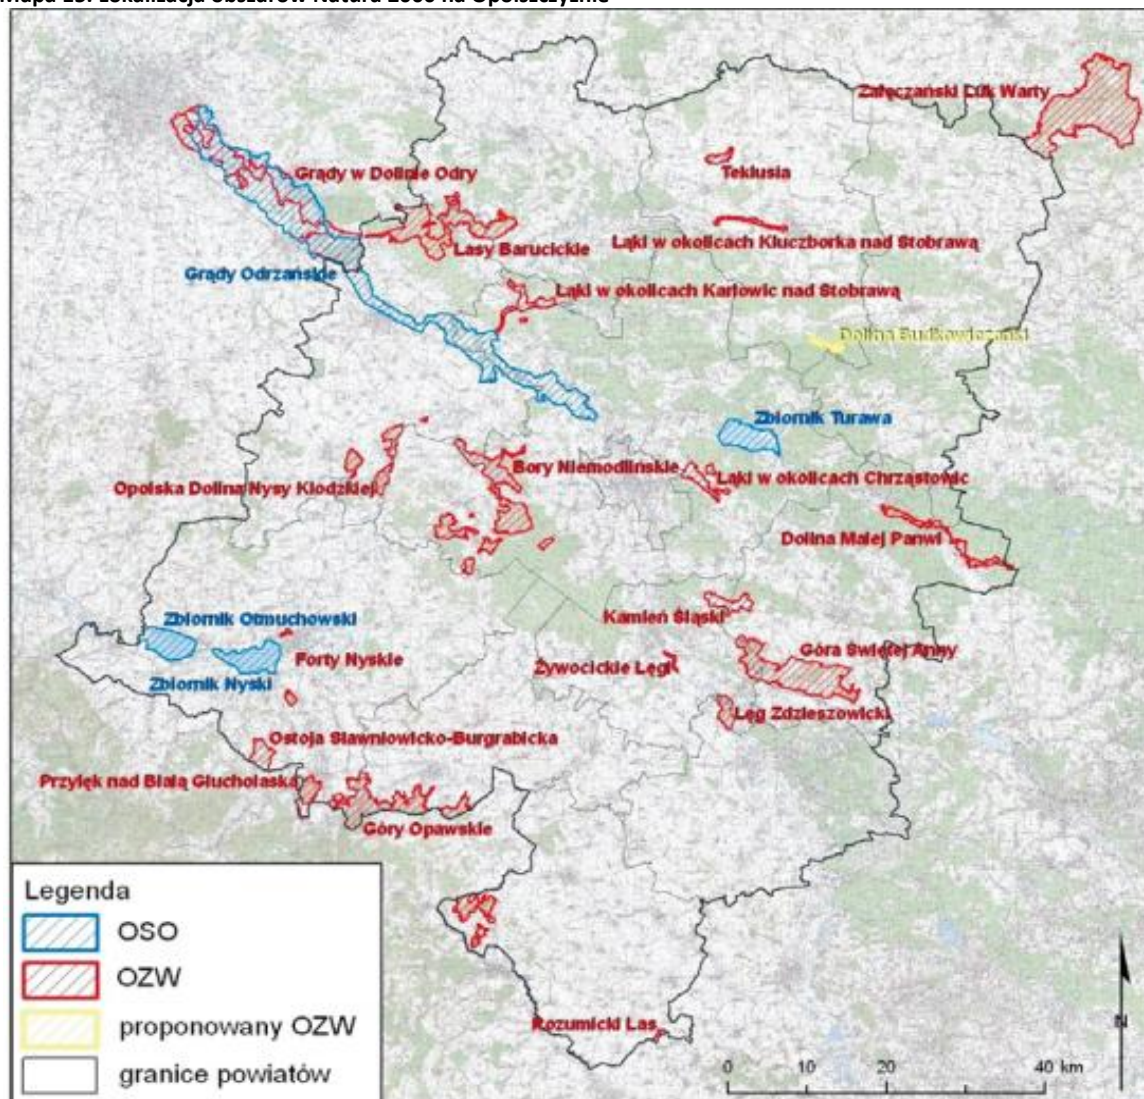 Mapa 15. Lokalizacja obszarów Natura 2000 na Opolszczyźnie
Załęczański Łuk Warty
Teklusia
Grądy w Dolinie Odry
Łąki w okolicach Kluczborka nad Stobrawą
Lasy Barucickie
Grądy Odrzańskie
Łąki w okolicach Karłowic nad Stobrawą
Dolina Budkowiczanki
Zbiornik Turawa
Bory Niemodlińskie
Łąki w okolicach Chrząstowic
Opolska Dolina Nysy Kłodzkiej
Dolina Małej Panwi
Zbiornik Otmuchowski
Kamień Śląski
Forty Nyskie
Góra Świętej Anny
Żywocickie Łęgi
Zbiornik Nyski
Łęg Zdzieszowicki
Ostoja Sławniowicko-Burgrabicka
Przyłęk nad Białą Głuchołaską
Góry Opawskie
Rozumicki Las
Legenda
OSO
OZW
proponowany OZW
granice powiatów
N
0 10 20 40 km